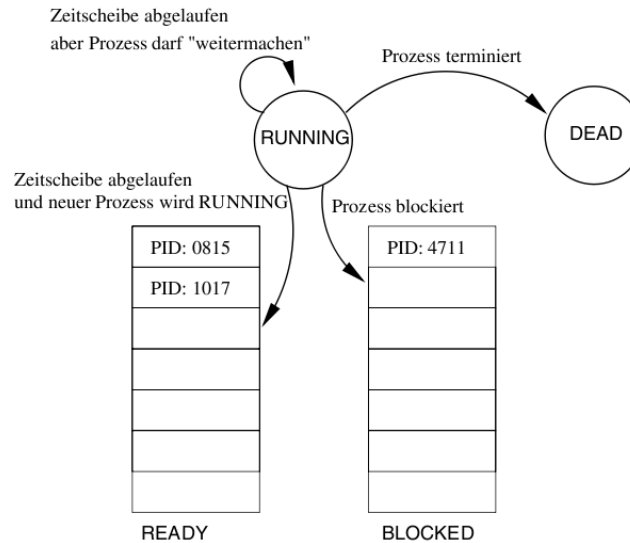 Zeitscheibe abgelaufen
aber Prozess darf "weitermachen"
Prozess terminiert
RUNNING
DEAD
Zeitscheibe abgelaufen
und neuer Prozess wird RUNNING
Prozess blockiert
PID: 0815
PID: 4711
PID: 1017
READY
BLOCKED